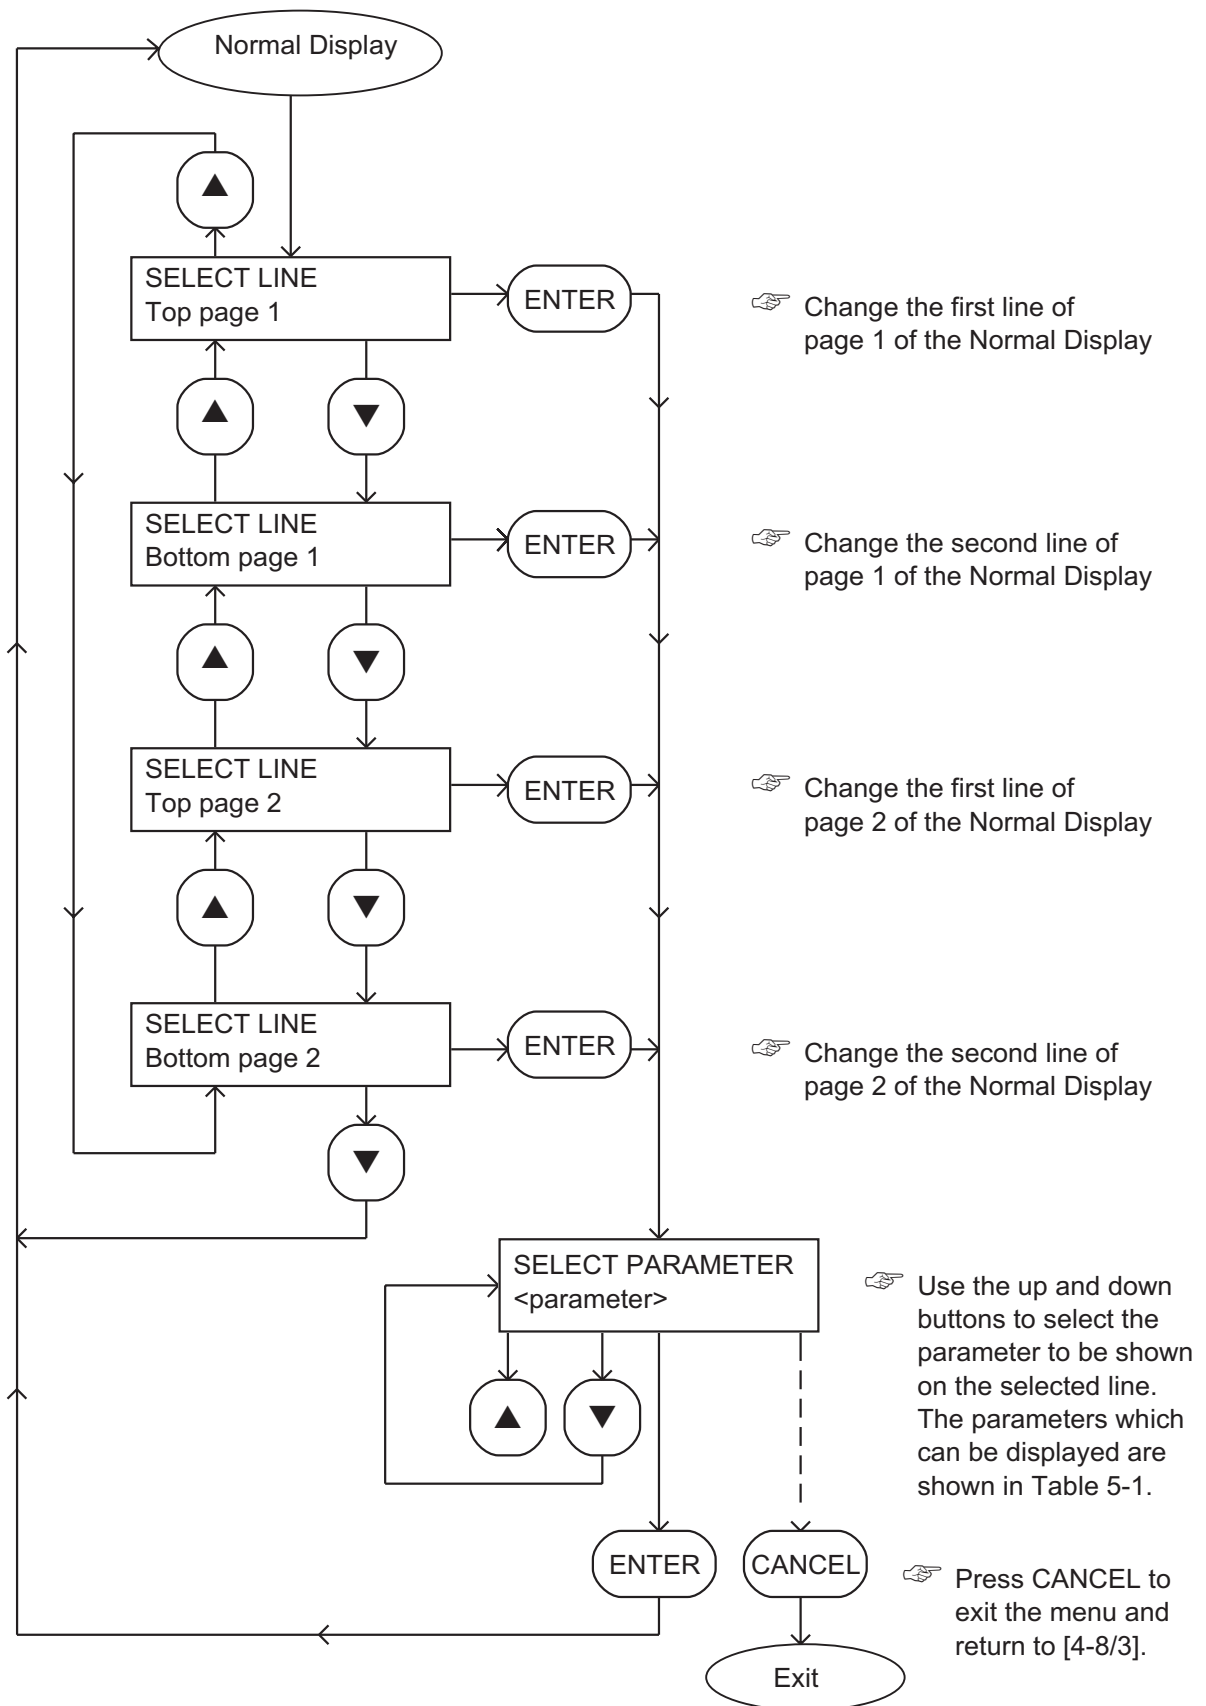 Normal Display
▲
SELECT LINE
Top page 1
ENTER
☞ Change the first line of
page 1 of the Normal Display
▲
▼
SELECT LINE
Bottom page 1
ENTER
☞ Change the second line of
page 1 of the Normal Display
▲
▼
SELECT LINE
Top page 2
ENTER
☞ Change the first line of
page 2 of the Normal Display
▲
▼
SELECT LINE
Bottom page 2
ENTER
☞ Change the second line of
page 2 of the Normal Display
▼
SELECT PARAMETER
<parameter>
☞ Use the up and down
buttons to select the
parameter to be shown
on the selected line.
The parameters which
can be displayed are
shown in Table 5-1.
▲
▼
ENTER
CANCEL
☞ Press CANCEL to
exit the menu and
return to [4-8/3].
Exit